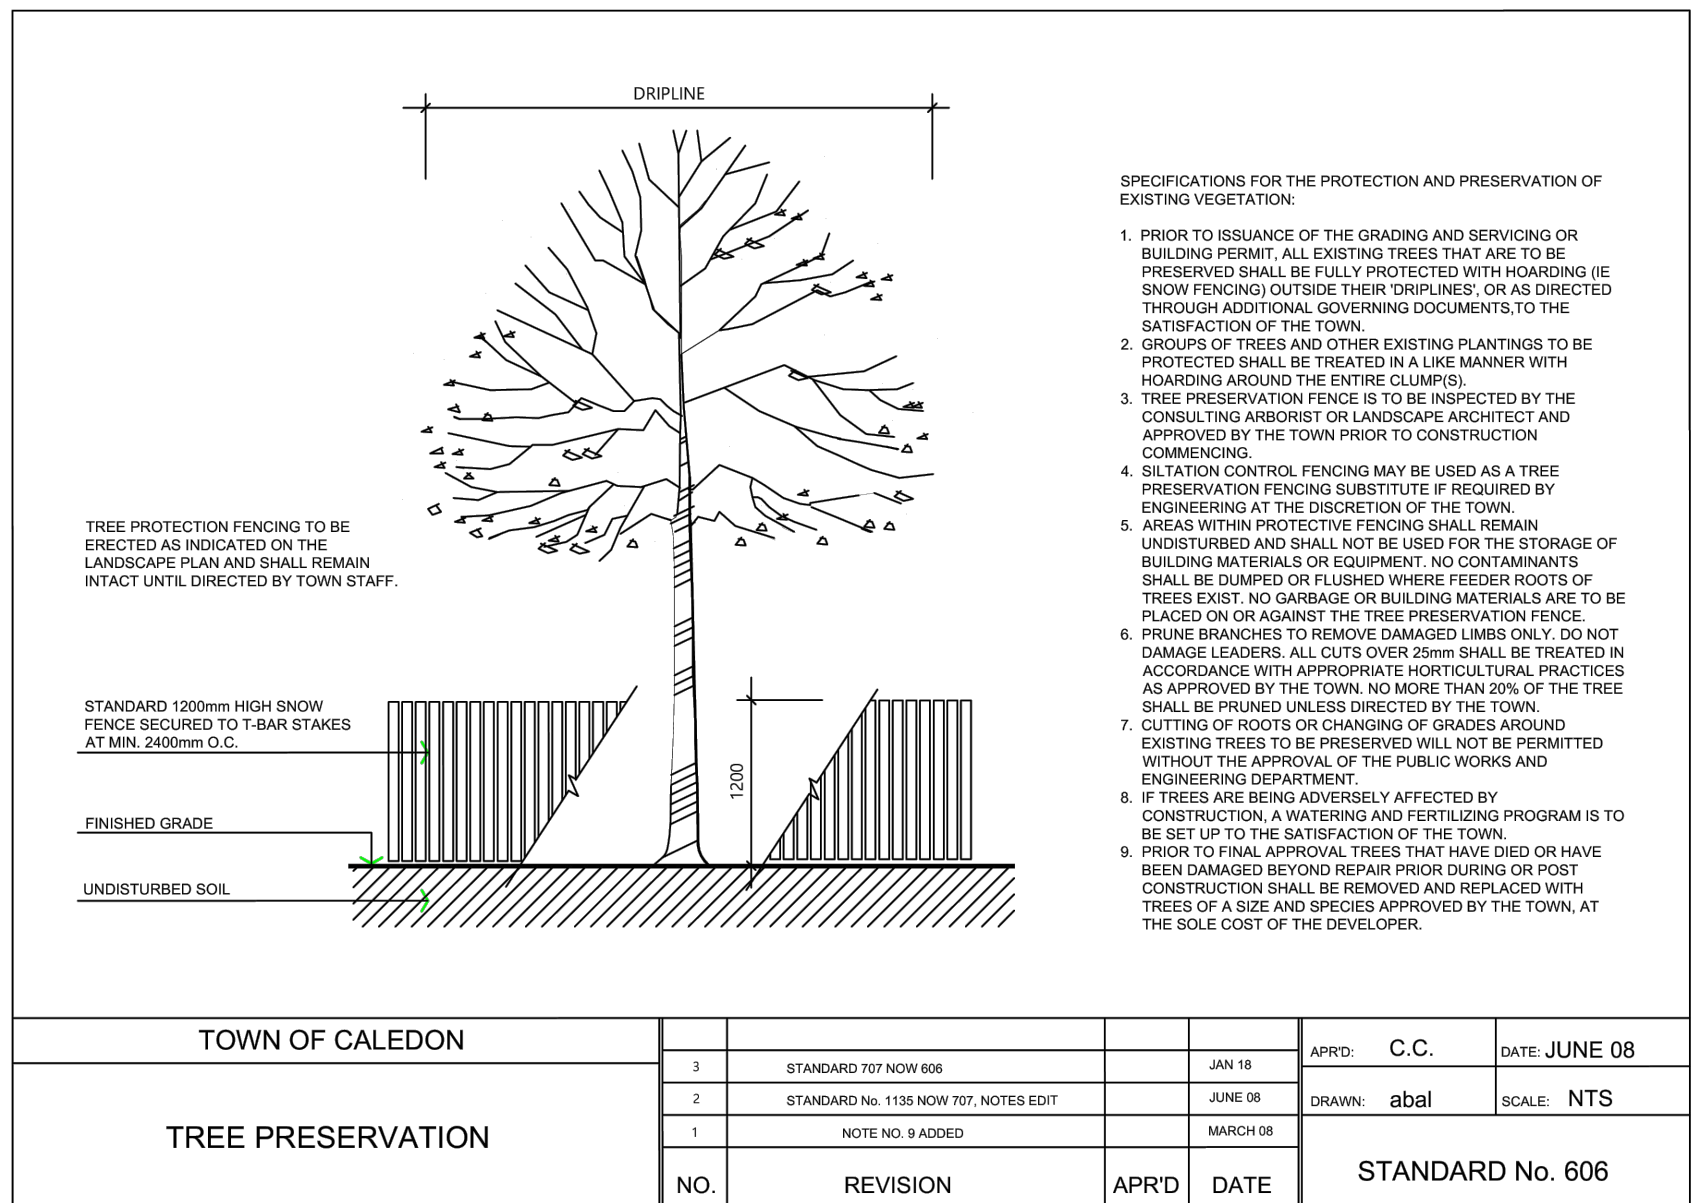 DRIPLINE
SPECIFICATIONS FOR THE PROTECTION AND PRESERVATION OF
EXISTING VEGETATION:
1. PRIOR TO ISSUANCE OF THE GRADING AND SERVICING OR
BUILDING PERMIT, ALL EXISTING TREES THAT ARE TO BE
PRESERVED SHALL BE FULLY PROTECTED WITH HOARDING (IE
SNOW FENCING) OUTSIDE THEIR 'DRIPLINES', OR AS DIRECTED
THROUGH ADDITIONAL GOVERNING DOCUMENTS,TO THE
SATISFACTION OF THE TOWN.
2. GROUPS OF TREES AND OTHER EXISTING PLANTINGS TO BE
PROTECTED SHALL BE TREATED IN A LIKE MANNER WITH
HOARDING AROUND THE ENTIRE CLUMP(S).
3. TREE PRESERVATION FENCE IS TO BE INSPECTED BY THE
CONSULTING ARBORIST OR LANDSCAPE ARCHITECT AND
APPROVED BY THE TOWN PRIOR TO CONSTRUCTION
COMMENCING.
4. SILTATION CONTROL FENCING MAY BE USED AS A TREE
PRESERVATION FENCING SUBSTITUTE IF REQUIRED BY
ENGINEERING AT THE DISCRETION OF THE TOWN.
5. AREAS WITHIN PROTECTIVE FENCING SHALL REMAIN
UNDISTURBED AND SHALL NOT BE USED FOR THE STORAGE OF
BUILDING MATERIALS OR EQUIPMENT. NO CONTAMINANTS
SHALL BE DUMPED OR FLUSHED WHERE FEEDER ROOTS OF
TREES EXIST. NO GARBAGE OR BUILDING MATERIALS ARE TO BE
PLACED ON OR AGAINST THE TREE PRESERVATION FENCE.
6. PRUNE BRANCHES TO REMOVE DAMAGED LIMBS ONLY. DO NOT
DAMAGE LEADERS. ALL CUTS OVER 25mm SHALL BE TREATED IN
ACCORDANCE WITH APPROPRIATE HORTICULTURAL PRACTICES
AS APPROVED BY THE TOWN. NO MORE THAN 20% OF THE TREE
SHALL BE PRUNED UNLESS DIRECTED BY THE TOWN.
7. CUTTING OF ROOTS OR CHANGING OF GRADES AROUND
EXISTING TREES TO BE PRESERVED WILL NOT BE PERMITTED
WITHOUT THE APPROVAL OF THE PUBLIC WORKS AND
ENGINEERING DEPARTMENT.
8. IF TREES ARE BEING ADVERSELY AFFECTED BY
CONSTRUCTION, A WATERING AND FERTILIZING PROGRAM IS TO
BE SET UP TO THE SATISFACTION OF THE TOWN.
9. PRIOR TO FINAL APPROVAL TREES THAT HAVE DIED OR HAVE
BEEN DAMAGED BEYOND REPAIR PRIOR DURING OR POST
CONSTRUCTION SHALL BE REMOVED AND REPLACED WITH
TREES OF A SIZE AND SPECIES APPROVED BY THE TOWN, AT
THE SOLE COST OF THE DEVELOPER.
TREE PROTECTION FENCING TO BE
ERECTED AS INDICATED ON THE
LANDSCAPE PLAN AND SHALL REMAIN
INTACT UNTIL DIRECTED BY TOWN STAFF.
STANDARD 1200mm HIGH SNOW
FENCE SECURED TO T-BAR STAKES
AT MIN. 2400mm O.C.
1200
FINISHED GRADE
UNDISTURBED SOIL
TOWN OF CALEDON
TREE PRESERVATION
3 STANDARD 707 NOW 606 JAN 18
2 STANDARD No. 1135 NOW 707, NOTES EDIT JUNE 08
1 NOTE NO. 9 ADDED MARCH 08
NO. REVISION APR'D DATE
APR'D: C.C. DATE: JUNE 08
DRAWN: abal SCALE: NTS
STANDARD No. 606